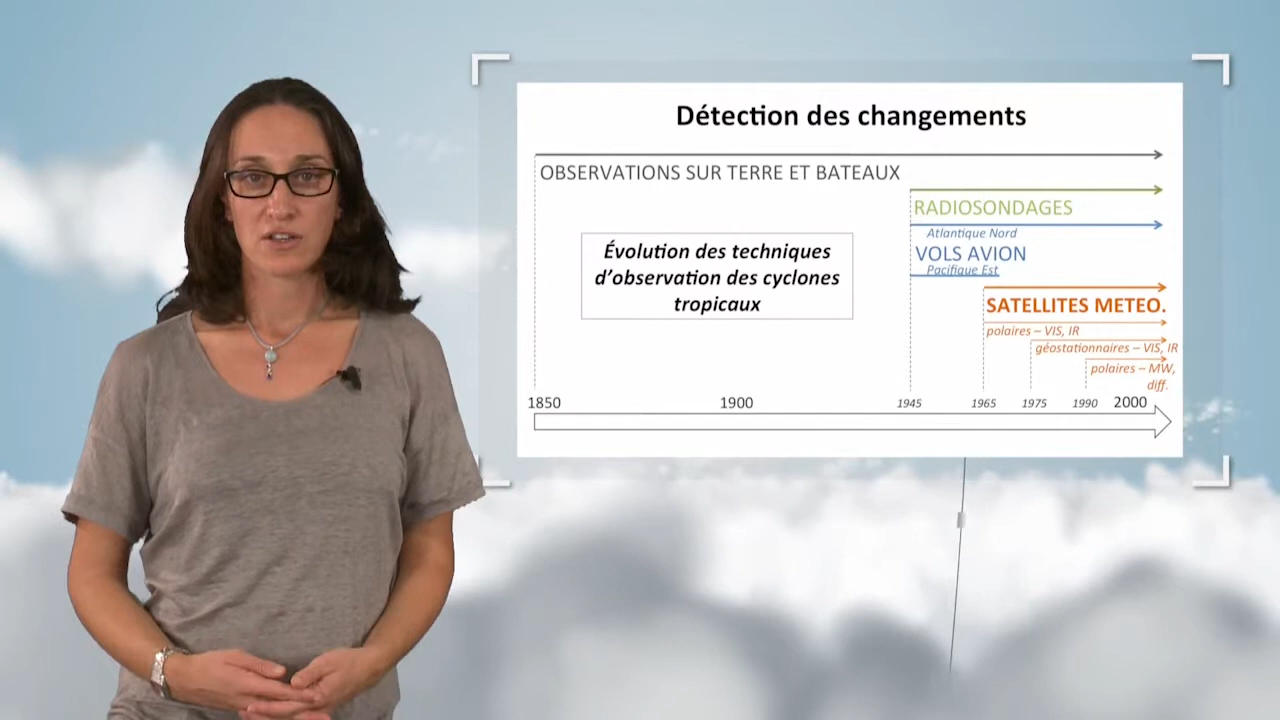 Détection des changements
OBSERVATIONS SUR TERRE ET BATEAUX
RADIOSONDAGES
Atlantique Nord
VOLS AVION
Pacifique Est
Évolution des techniques
d'observation des cyclones
tropicaux
SATELLITES METEO.
polaires – VIS, IR
géostationnaires – VIS, IR
polaires – MW,
diff.
1850 1900 1945 1965 1975 1990 2000